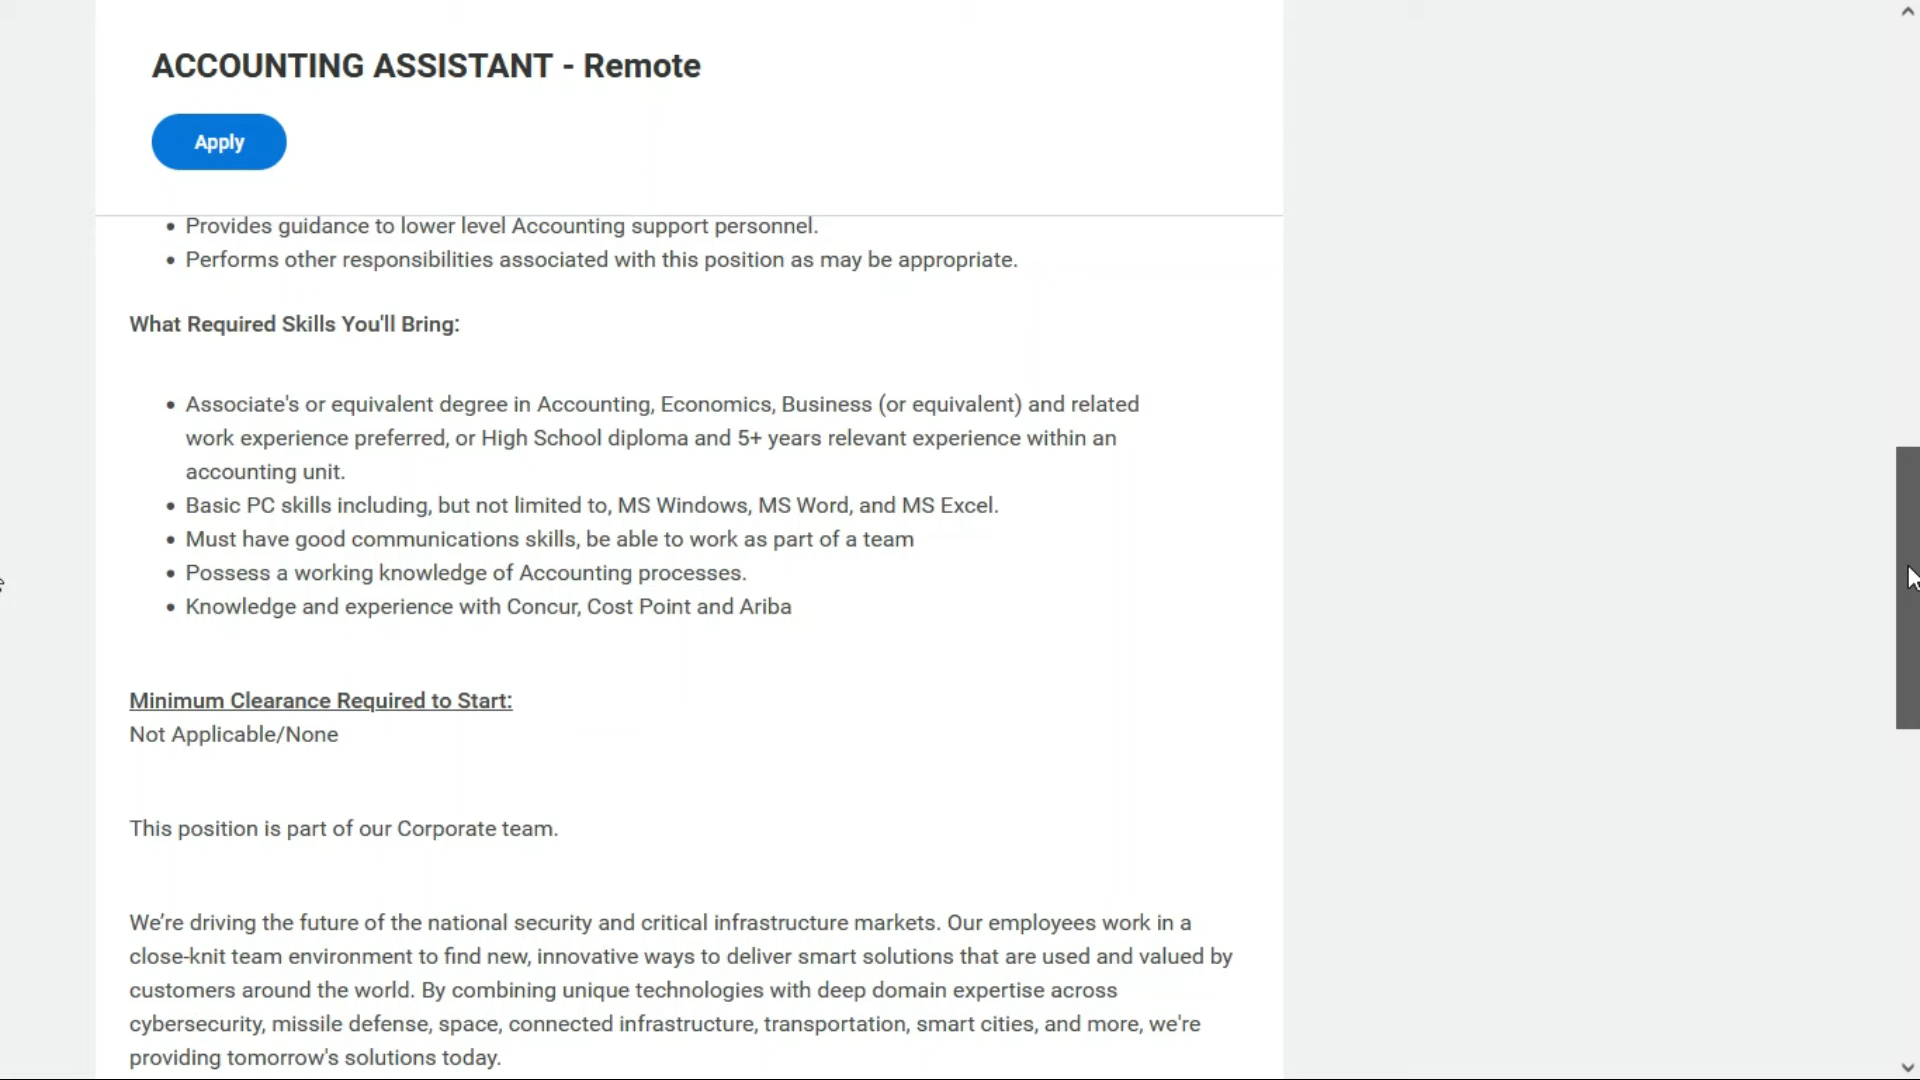 ACCOUNTING ASSISTANT - Remote
Apply
• Provides guidance to lower level Accounting support personnel.
• Performs other responsibilities associated with this position as may be appropriate.
What Required Skills You'll Bring:
• Associate's or equivalent degree in Accounting, Economics, Business (or equivalent) and related
work experience preferred, or High School diploma and 5+ years relevant experience within an
accounting unit.
• Basic PC skills including, but not limited to, MS Windows, MS Word, and MS Excel.
• Must have good communications skills, be able to work as part of a team
• Possess a working knowledge of Accounting processes.
• Knowledge and experience with Concur, Cost Point and Ariba
Minimum Clearance Required to Start:
Not Applicable/None
This position is part of our Corporate team.
We’re driving the future of the national security and critical infrastructure markets. Our employees work in a
close-knit team environment to find new, innovative ways to deliver smart solutions that are used and valued by
customers around the world. By combining unique technologies with deep domain expertise across
cybersecurity, missile defense, space, connected infrastructure, transportation, smart cities, and more, we're
providing tomorrow's solutions today.